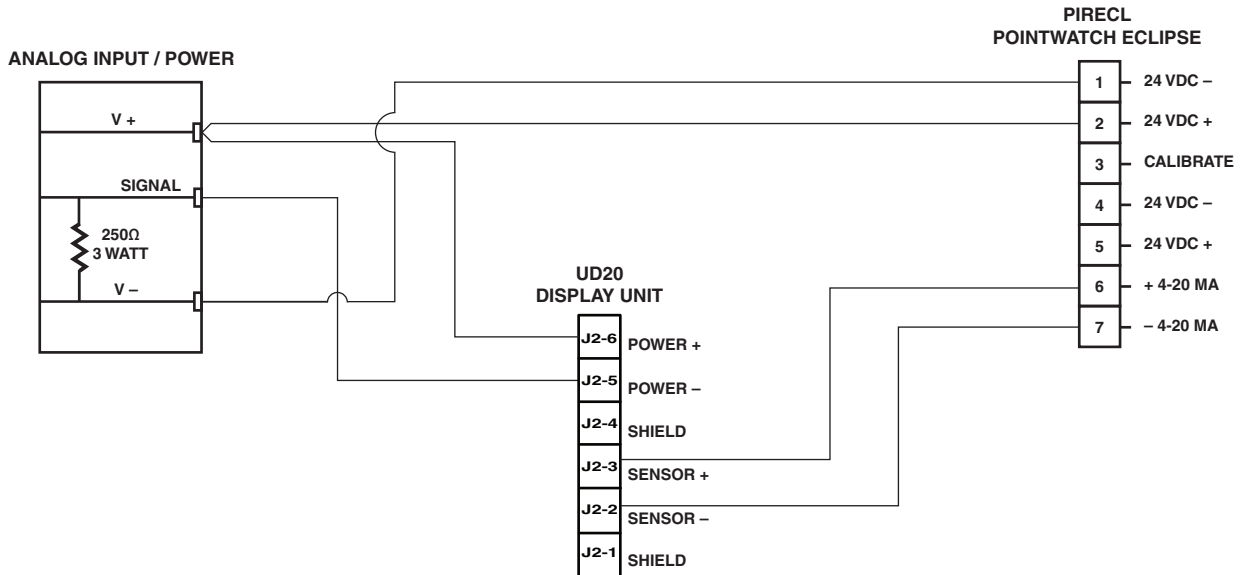 PIRECL
POINTWATCH ECLIPSE
ANALOG INPUT / POWER
V +
SIGNAL
250Ω
3 WATT
V –
1 24 VDC –
2 24 VDC +
3 CALIBRATE
4 24 VDC –
5 24 VDC +
6 + 4-20 MA
7 – 4-20 MA
UD20
DISPLAY UNIT
J2-6 POWER +
J2-5 POWER –
J2-4 SHIELD
J2-3 SENSOR +
J2-2 SENSOR –
J2-1 SHIELD